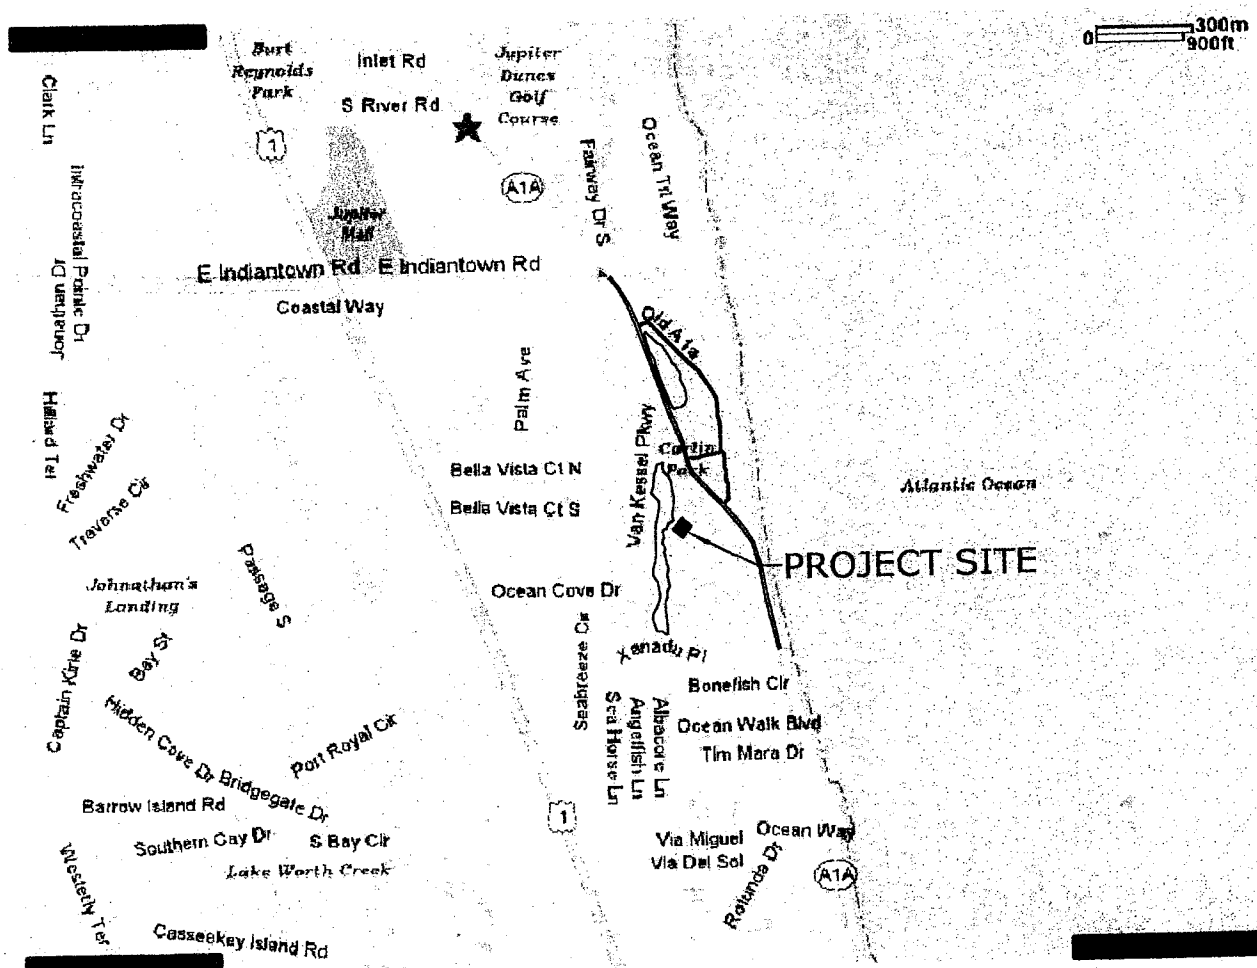 300m
0
900ft
Burt
Reynolds
Park
Inlet Rd
Jupiter
Dunes
Golf
Course
S River Rd
Clark Ln
1
A1A
Fairway Dr S
Ocean Trl Way
Jupiter
Mall
Intracoastal Pointe Dr
Jonathan Dr
E Indiantown Rd
E Indiantown Rd
Coastal Way
Old A1a
Palm Ave
Hilland Ter
Freshwater Dr
Traverse Cir
Van Kessel Pkwy
Carlin
Park
Bella Vista Ct N
Bella Vista Ct S
Atlantic Ocean
PROJECT SITE
Ocean Cove Dr
Johnathan's
Landing
Pabeswe S
Seabreeze Cir
Xanadu Pl
Captain Kirle Dr
Bay St
Bonefish Cir
Sea Horse Ln
Angelfish Ln
Albacore Ln
Ocean Walk Blvd
Tim Mara Dr
Hidden Cove Dr
Bridgegate Dr
Port Royal Cir
Barrow Island Rd
Southern Cay Dr
S Bay Cir
Lake Worth Creek
1
Via Miguel
Via Del Sol
Ocean Way
Rotunda Dr
A1A
Westerly Ter
Casseekey Island Rd